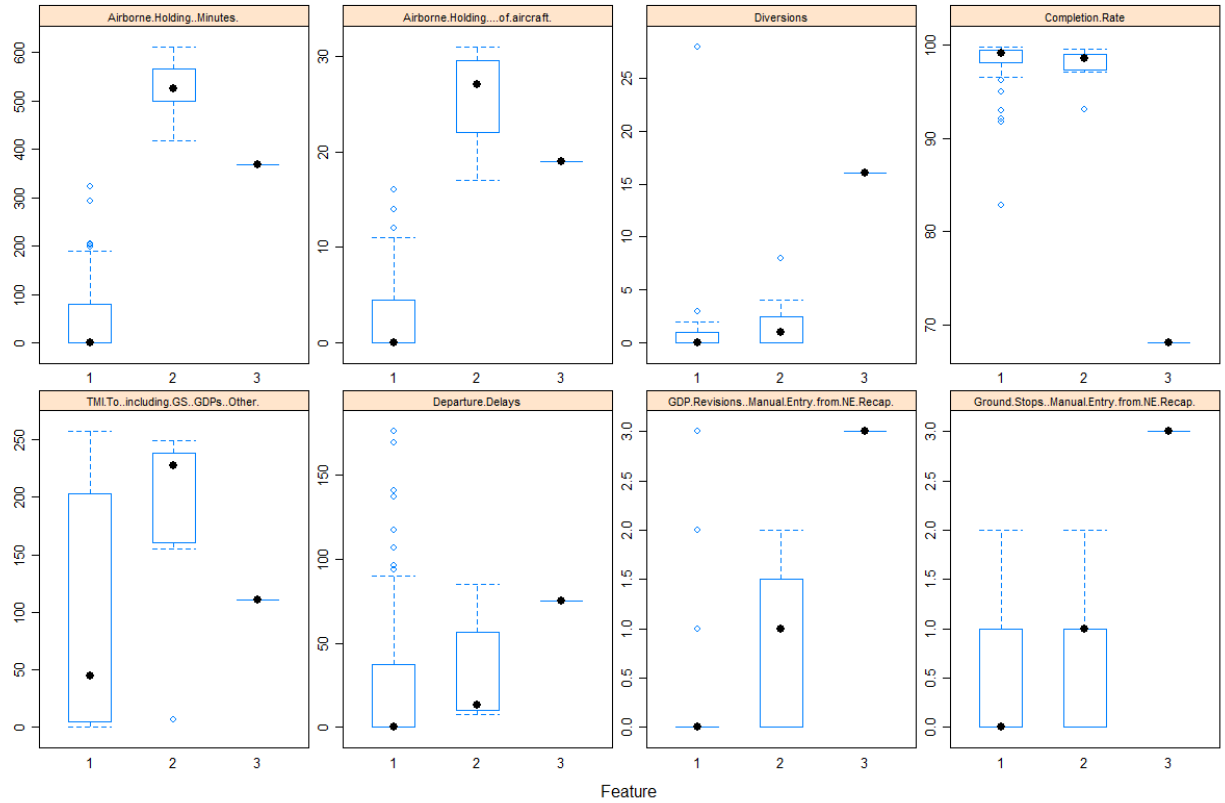 Airborne.Holding..Minutes.
Airborne.Holding....of.aircraft.
Diversions
Completion.Rate
0 100 200 300 400 500 600
0 10 20 30
0 5 10 15 20 25
70 80 90 100
1 2 3
1 2 3
1 2 3
1 2 3
TMI.To..including.GS..GDPs..Other.
Departure.Delays
GDP.Revisions..Manual.Entry.from.NE.Recap.
Ground.Stops..Manual.Entry.from.NE.Recap.
0 50 100 150 200 250
0 50 100 150
0.0 0.5 1.0 1.5 2.0 2.5 3.0
0.0 0.5 1.0 1.5 2.0 2.5 3.0
1 2 3
1 2 3
1 2 3
1 2 3
Feature